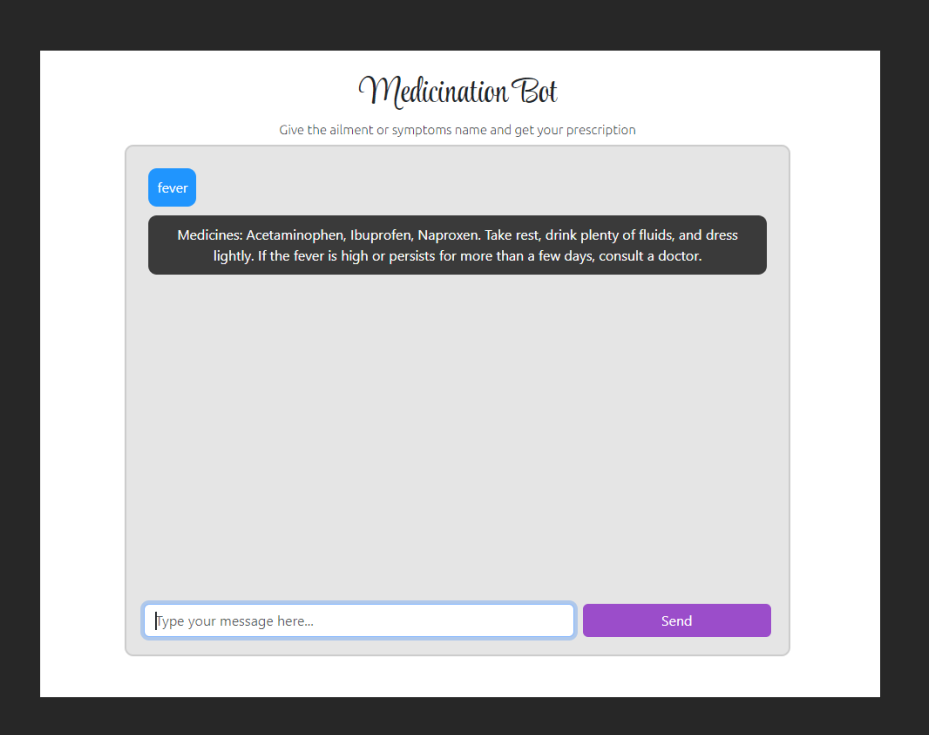 Medicination Bot
Give the ailment or symptoms name and get your prescription
fever
Medicines: Acetaminophen, Ibuprofen, Naproxen. Take rest, drink plenty of fluids, and dress
lightly. If the fever is high or persists for more than a few days, consult a doctor.
Type your message here...
Send